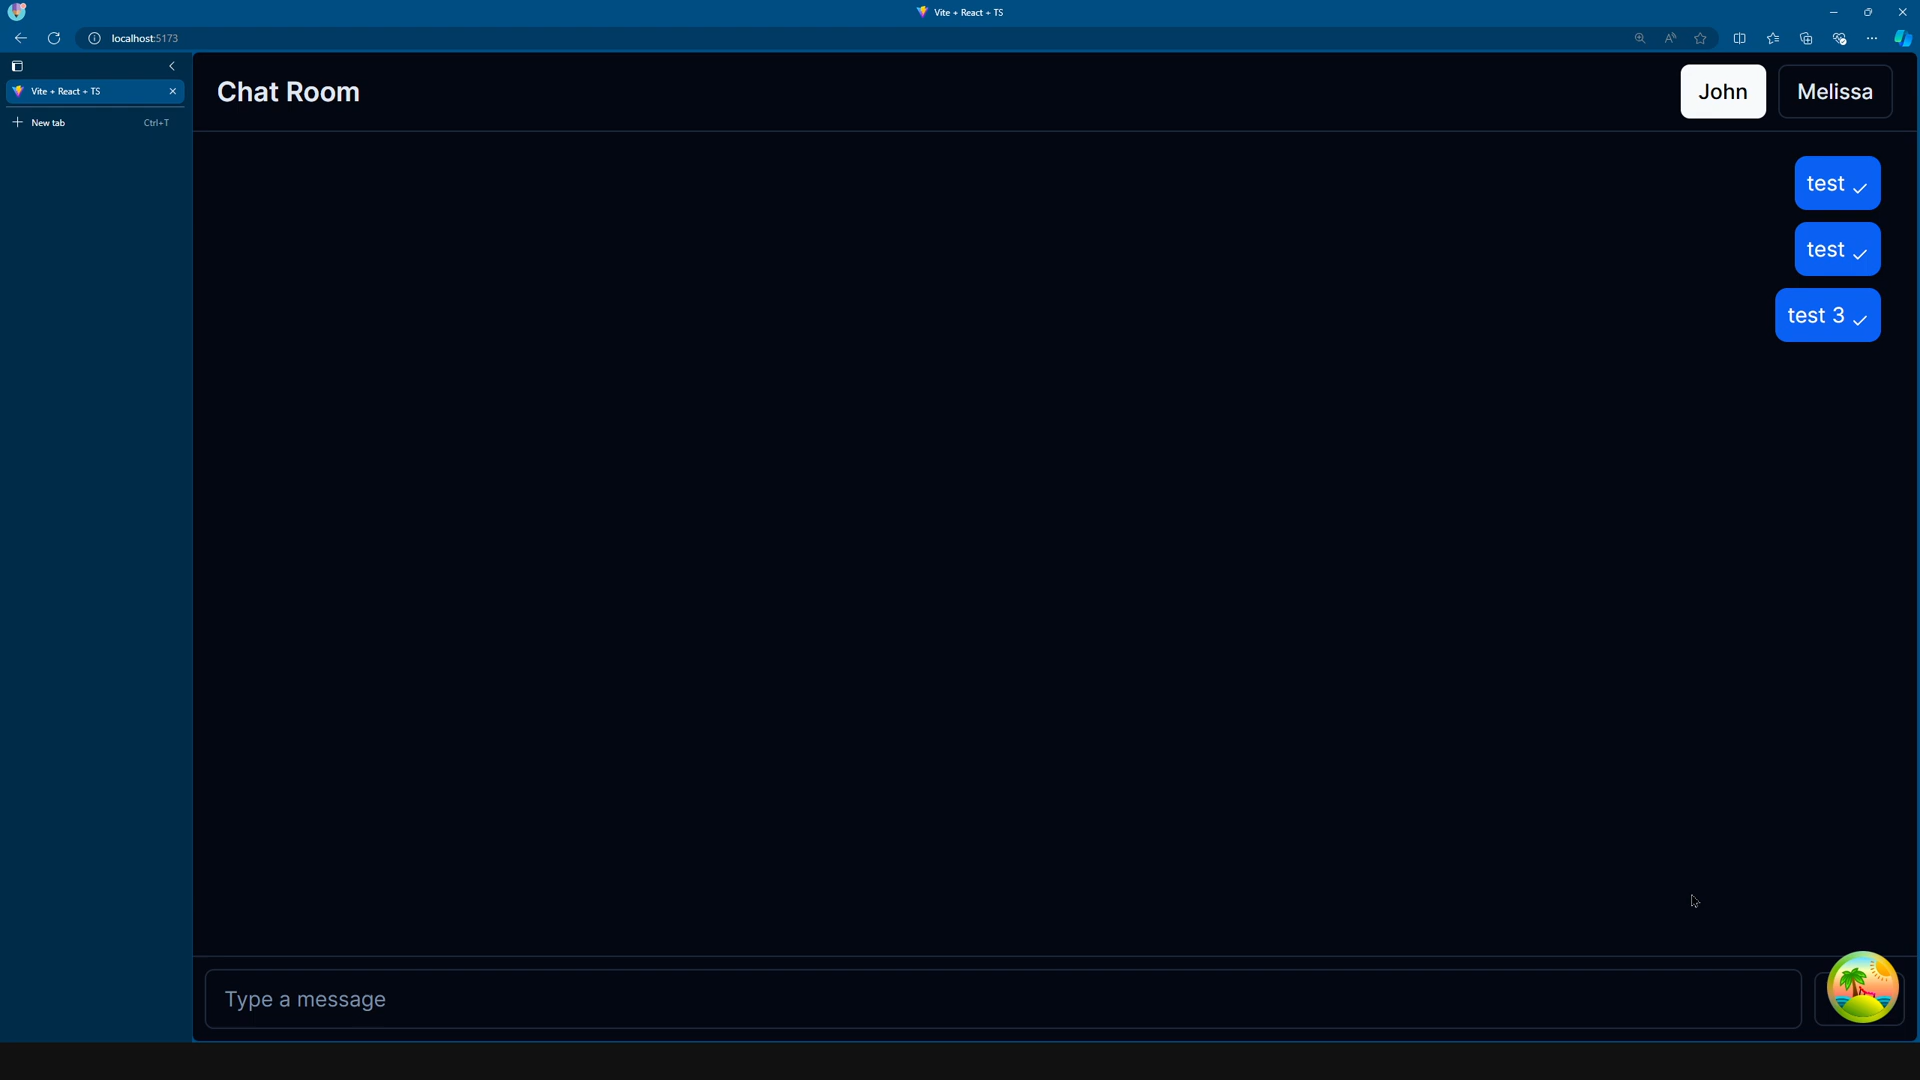 Vite + React + TS
localhost:5173
Vite + React + TS
New tab Ctrl+T
Chat Room
John
Melissa
test
test
test 3
Type a message